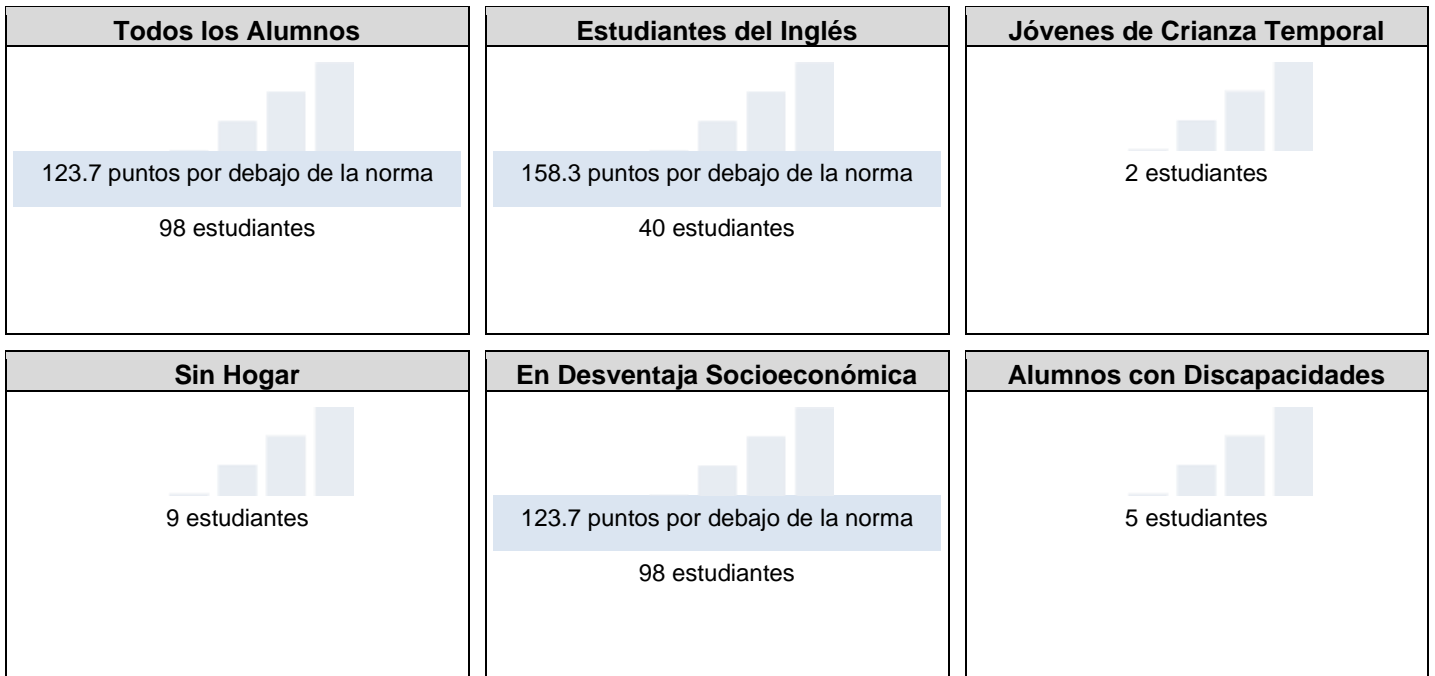 Todos los Alumnos
123.7 puntos por debajo de la norma
98 estudiantes
Estudiantes del Inglés
158.3 puntos por debajo de la norma
40 estudiantes
Jóvenes de Crianza Temporal
2 estudiantes
Sin Hogar
9 estudiantes
En Desventaja Socioeconómica
123.7 puntos por debajo de la norma
98 estudiantes
Alumnos con Discapacidades
5 estudiantes